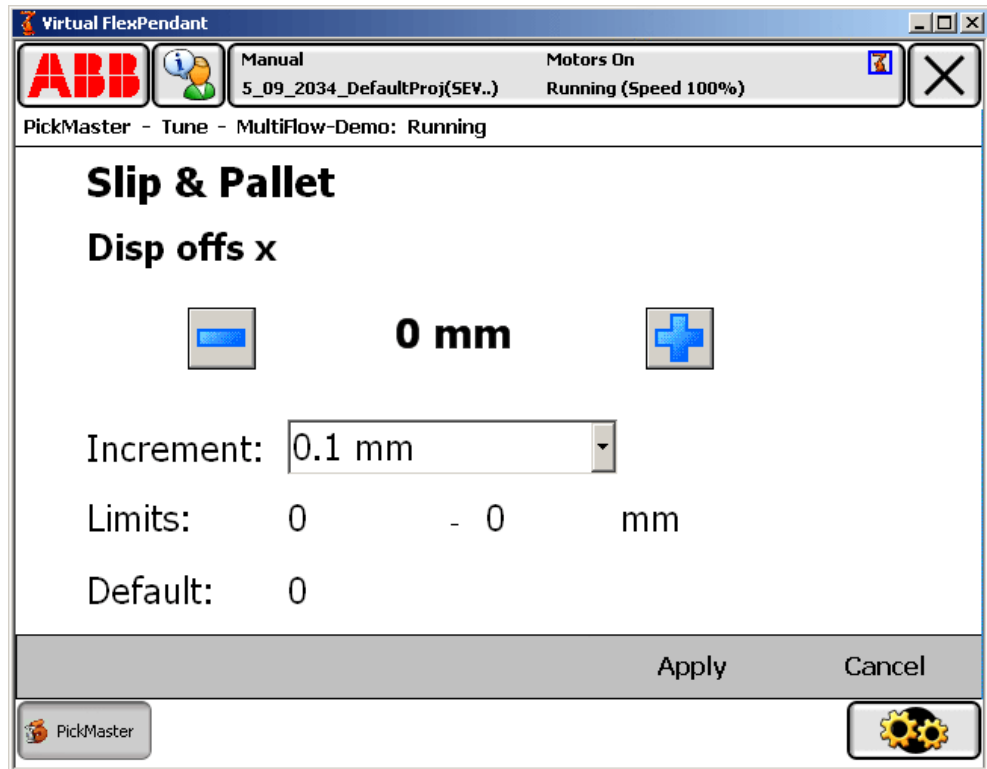 Virtual FlexPendant
ABB
Manual Motors On
5_09_2034_DefaultProj(SEV..) Running (Speed 100%)
PickMaster - Tune - MultiFlow-Demo: Running
Slip & Pallet
Disp offs x
0 mm
Increment: 0.1 mm
Limits: 0 - 0 mm
Default: 0
Apply Cancel
PickMaster